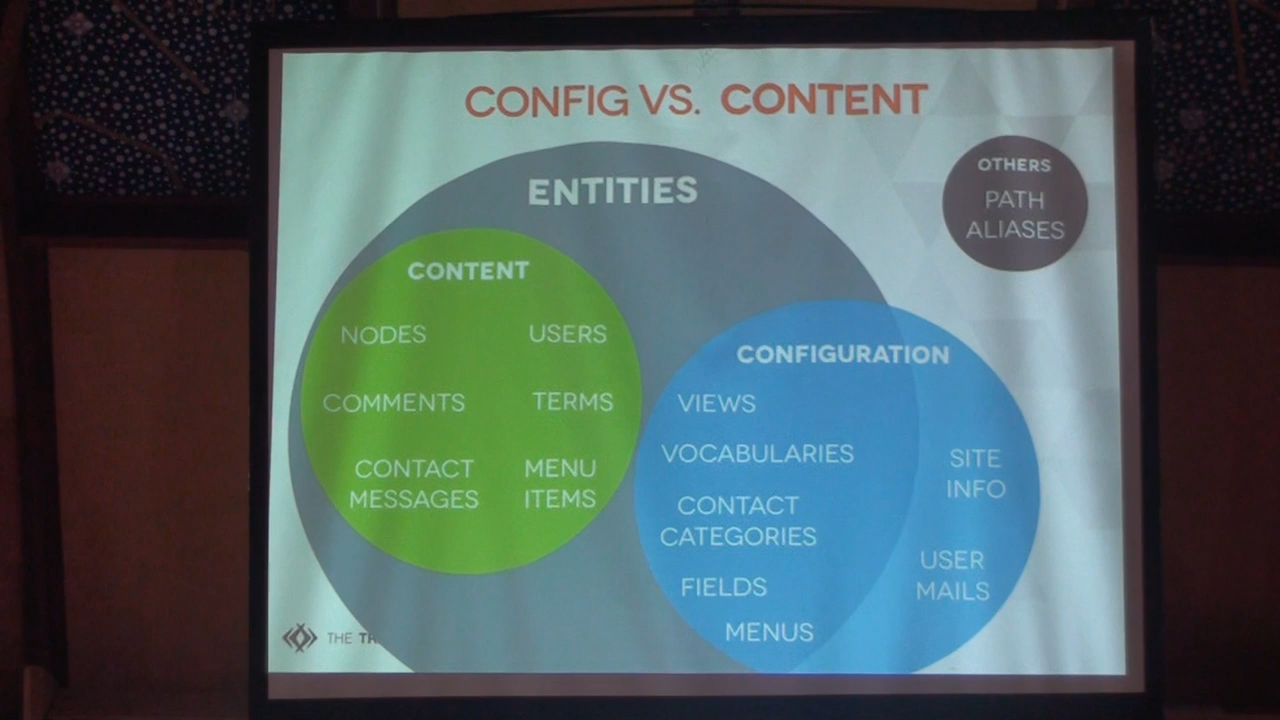 CONFIG VS. CONTENT
OTHERS
PATH
ALIASES
ENTITIES
CONTENT
NODES USERS
COMMENTS TERMS
CONTACT
MESSAGES
MENU
ITEMS
CONFIGURATION
VIEWS
VOCABULARIES
CONTACT
CATEGORIES
FIELDS
MENUS
SITE
INFO
USER
MAILS
THE